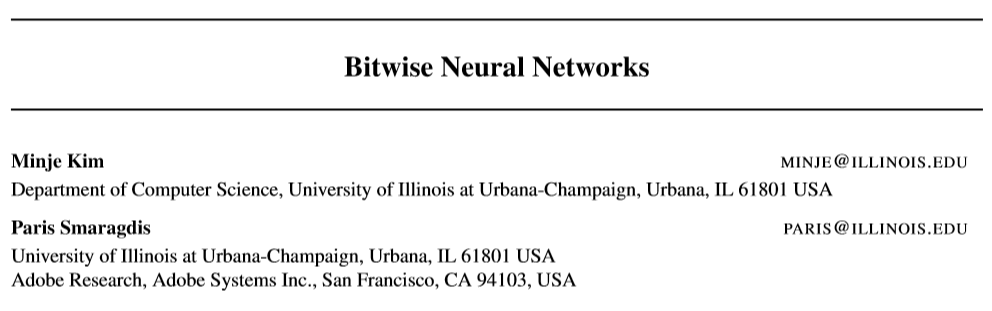 Bitwise Neural Networks
Minje Kim MINJE@ILLINOIS.EDU
Department of Computer Science, University of Illinois at Urbana-Champaign, Urbana, IL 61801 USA
Paris Smaragdis PARIS@ILLINOIS.EDU
University of Illinois at Urbana-Champaign, Urbana, IL 61801 USA
Adobe Research, Adobe Systems Inc., San Francisco, CA 94103, USA